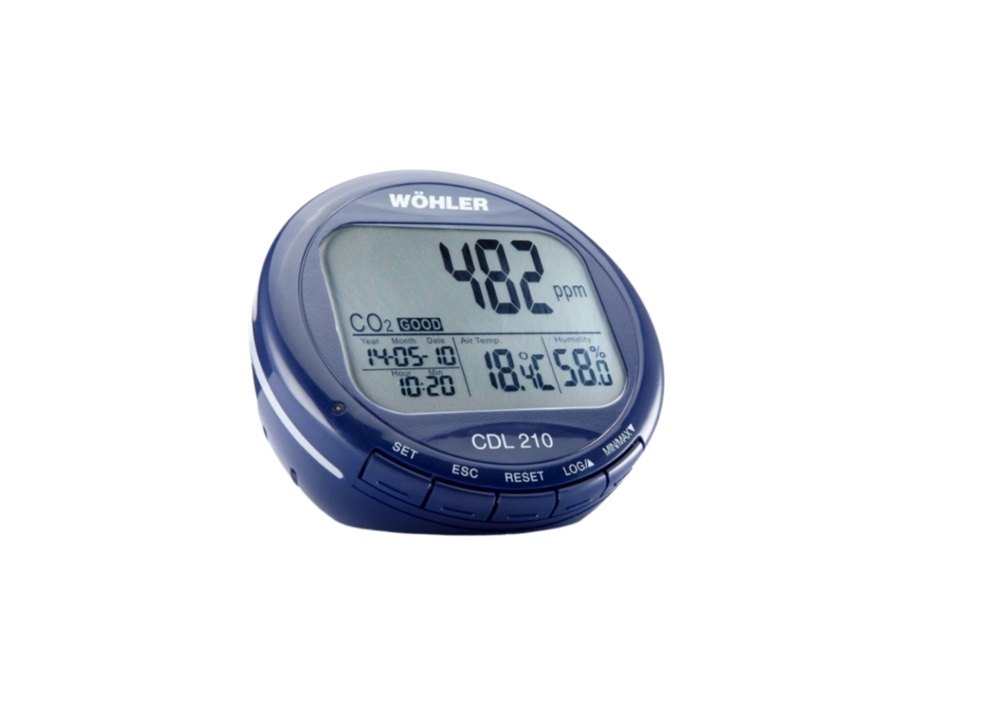 WÖHLER
482 ppm
CO2 GOOD
Year Month Date Air Temp. Humidity
14-05-10 18.4°C 58.0%
Hour Min
10:20
CDL 210
SET ESC RESET LOG/▲ MIN/MAX▼